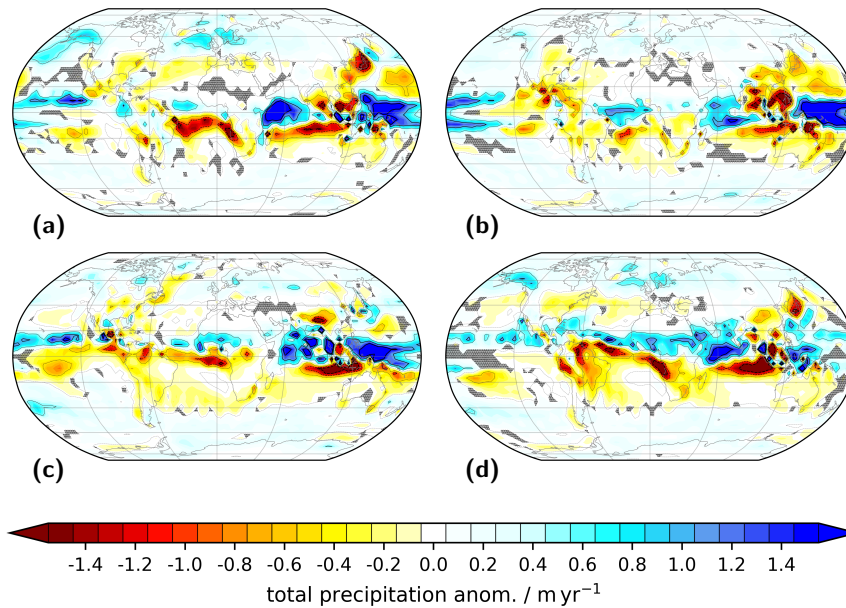 (a) (b)
(c) (d)
-1.4 -1.2 -1.0 -0.8 -0.6 -0.4 -0.2 0.0 0.2 0.4 0.6 0.8 1.0 1.2 1.4
total precipitation anom. / m yr⁻¹